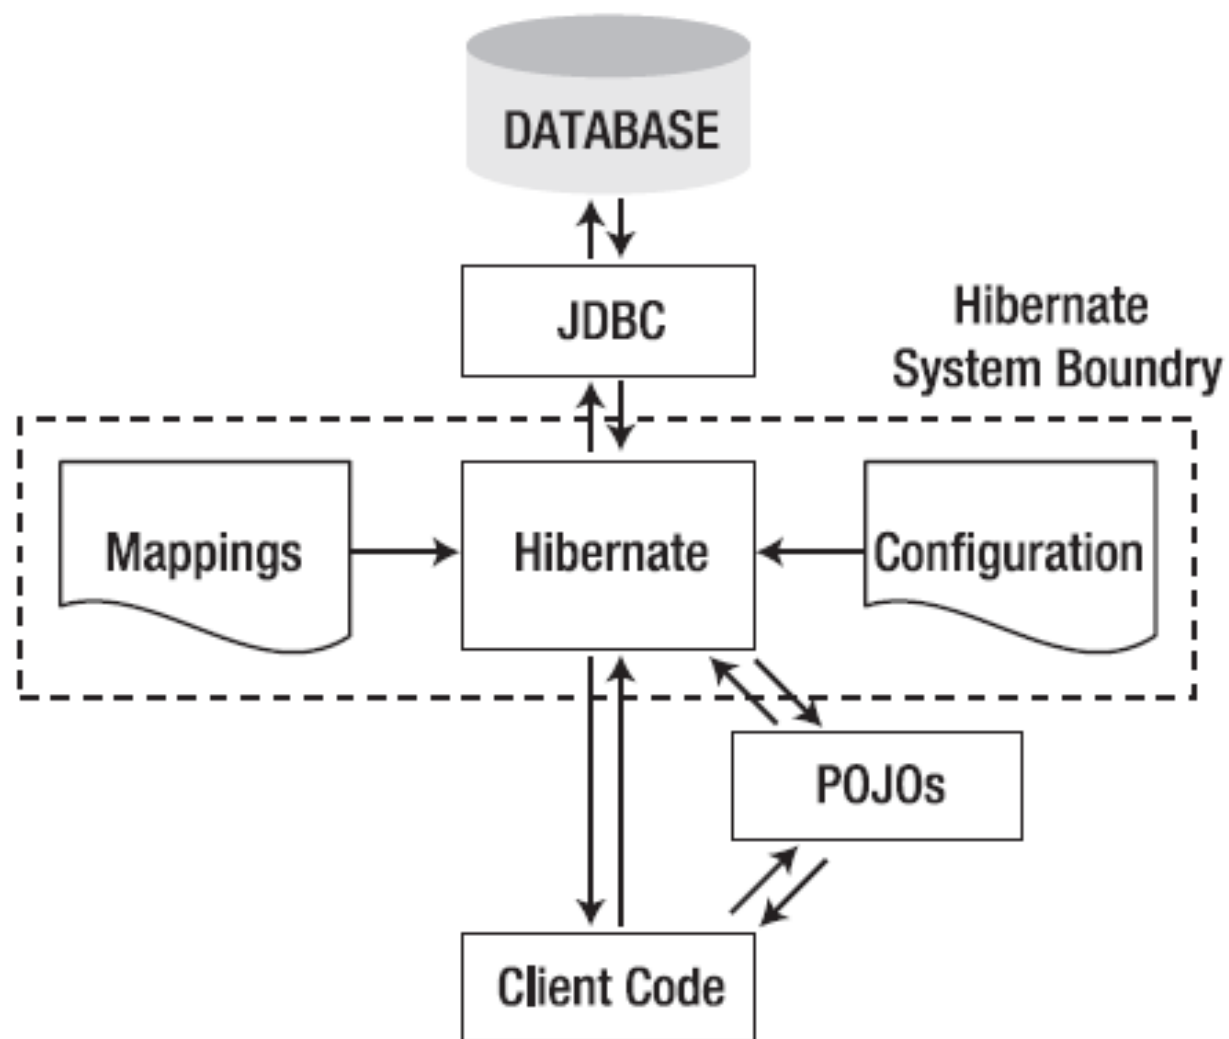 DATABASE
JDBC
Hibernate
System Boundry
Mappings
Hibernate
Configuration
POJOs
Client Code